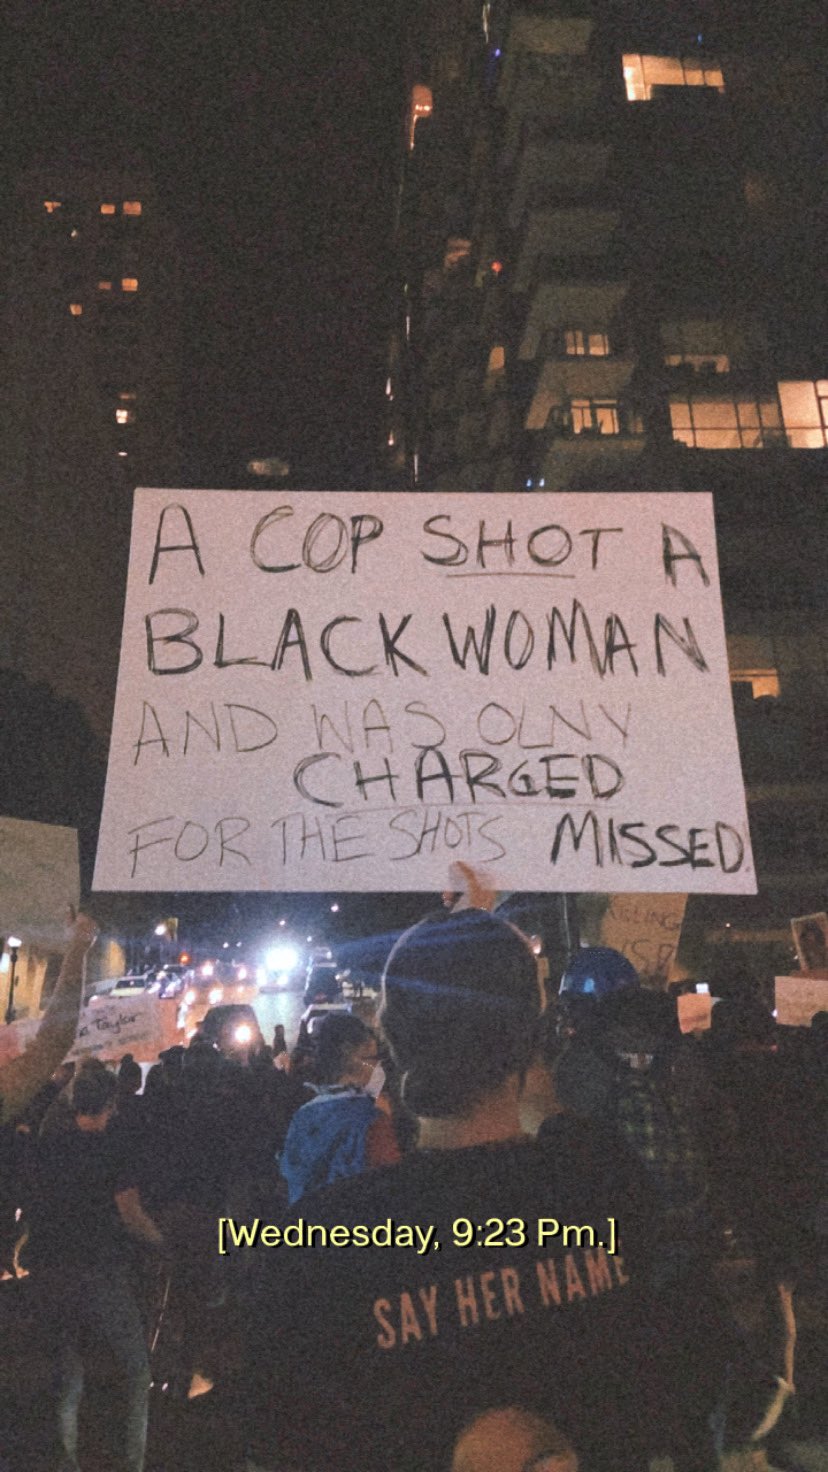 A COP SHOT A
BLACK WOMAN
AND WAS OLNY
CHARGED
FOR THE SHOTS MISSED.
KILLING
Taylor
[Wednesday, 9:23 Pm.]
SAY HER NAME